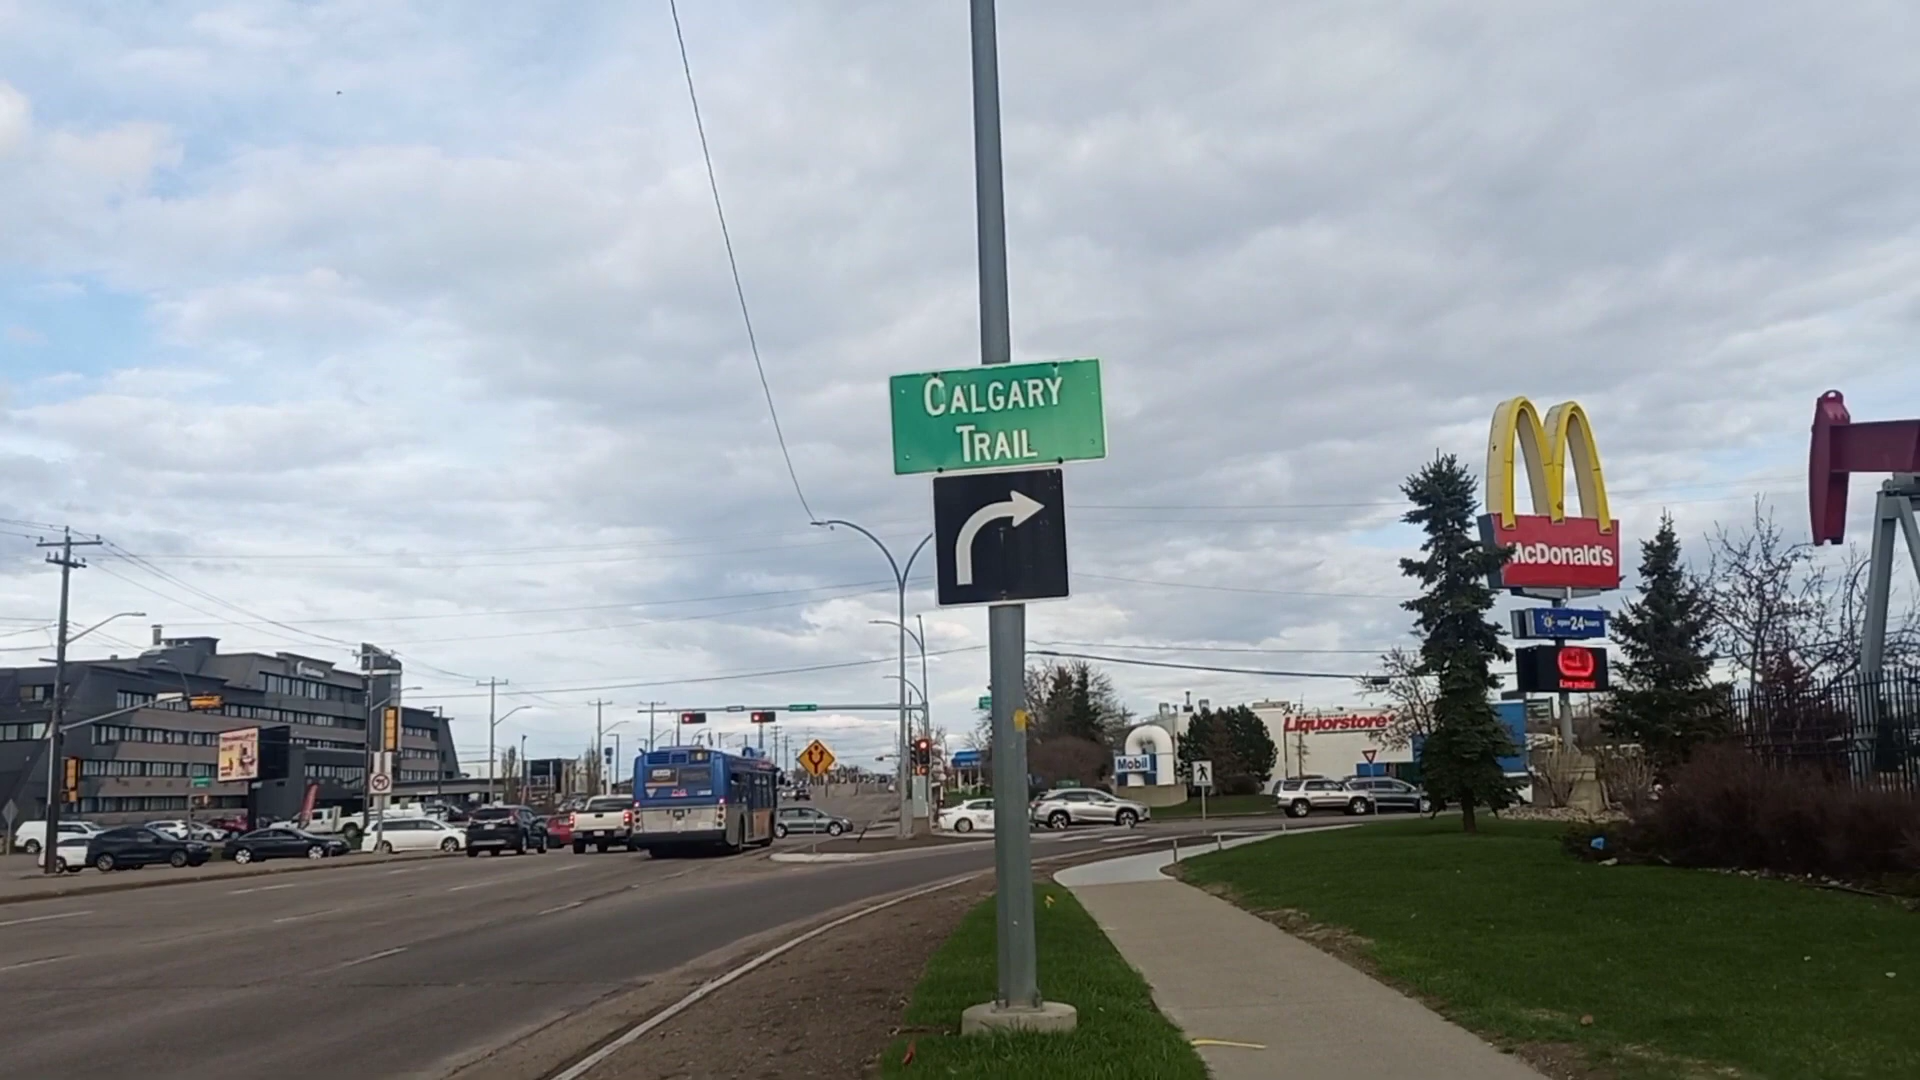 CALGARY
TRAIL
McDonald's
open 24 hours
Mobil
Liquorstore